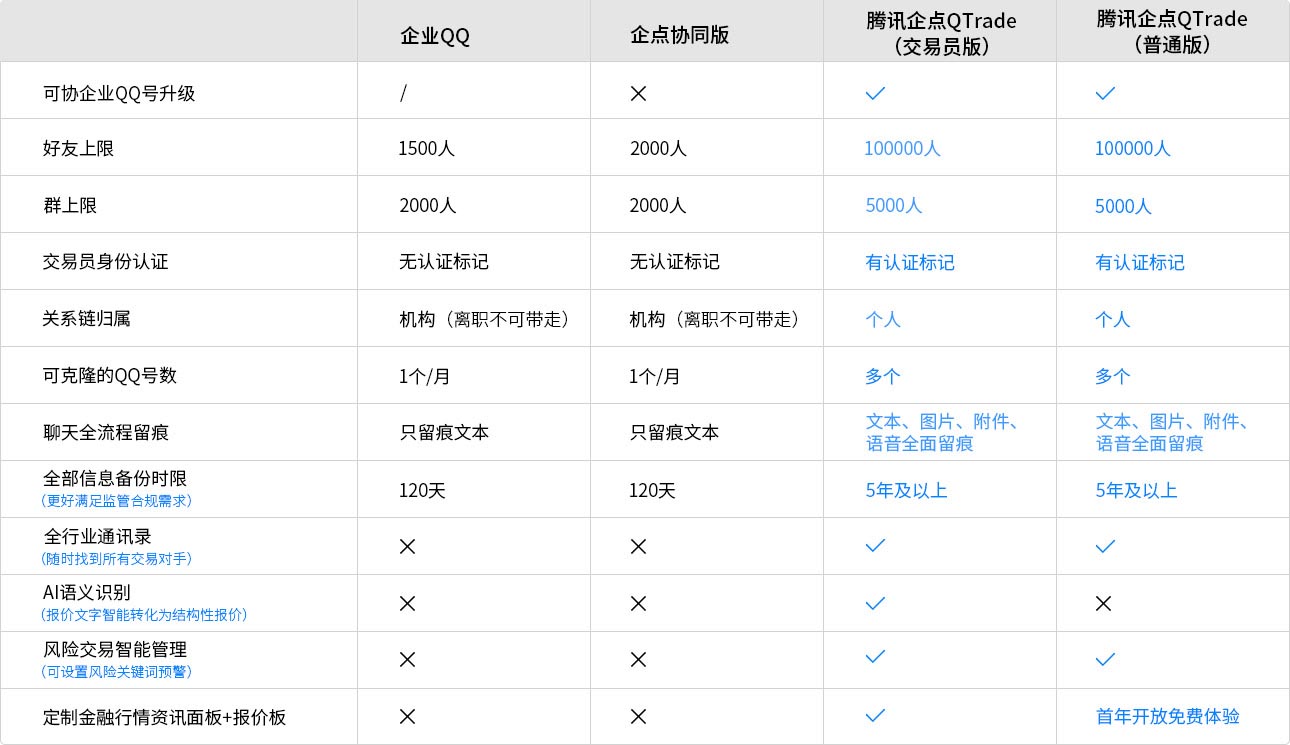 企业QQ
企点协同版
腾讯企点QTrade
（交易员版）
腾讯企点QTrade
（普通版）
可协企业QQ号升级
/
好友上限
1500人
2000人
100000人
100000人
群上限
2000人
2000人
5000人
5000人
交易员身份认证
无认证标记
无认证标记
有认证标记
有认证标记
关系链归属
机构（离职不可带走）
机构（离职不可带走）
个人
个人
可克隆的QQ号数
1个/月
1个/月
多个
多个
聊天全流程留痕
只留痕文本
只留痕文本
文本、图片、附件、
语音全面留痕
文本、图片、附件、
语音全面留痕
全部信息备份时限
（更好满足监管合规需求）
120天
120天
5年及以上
5年及以上
全行业通讯录
（随时找到所有交易对手）
AI语义识别
（报价文字智能转化为结构性报价）
风险交易智能管理
（可设置风险关键词预警）
定制金融行情资讯面板+报价板
首年开放免费体验